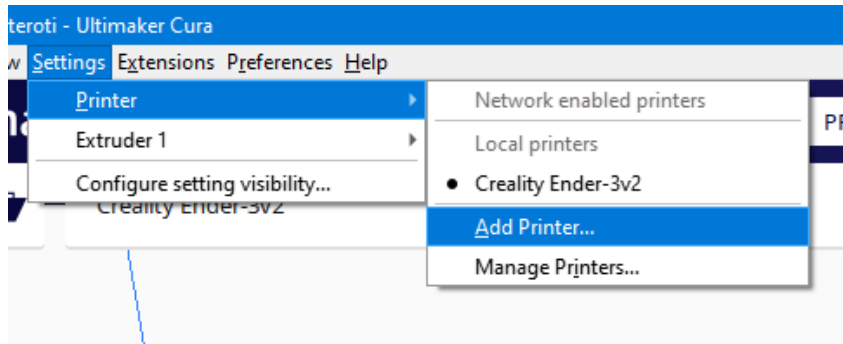 teroti - Ultimaker Cura
w Settings Extensions Preferences Help
Printer
Extruder 1
Configure setting visibility...
Network enabled printers
Local printers
Creality Ender-3v2
Add Printer...
Manage Printers...
Creality Ender-3v2